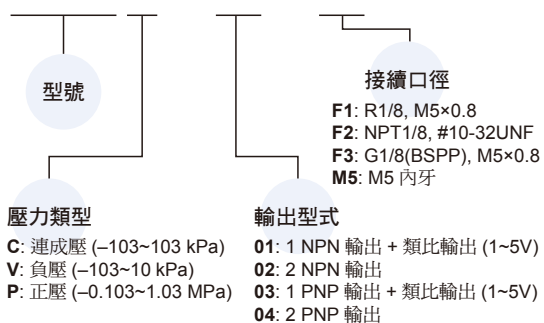 型號
接續口徑
F1: R1/8, M5×0.8
F2: NPT1/8, #10-32UNF
F3: G1/8(BSPP), M5×0.8
M5: M5 內牙
壓力類型
C: 連成壓 (–103~103 kPa)
V: 負壓 (–103~10 kPa)
P: 正壓 (–0.103~1.03 MPa)
輸出型式
01: 1 NPN 輸出 + 類比輸出 (1~5V)
02: 2 NPN 輸出
03: 1 PNP 輸出 + 類比輸出 (1~5V)
04: 2 PNP 輸出